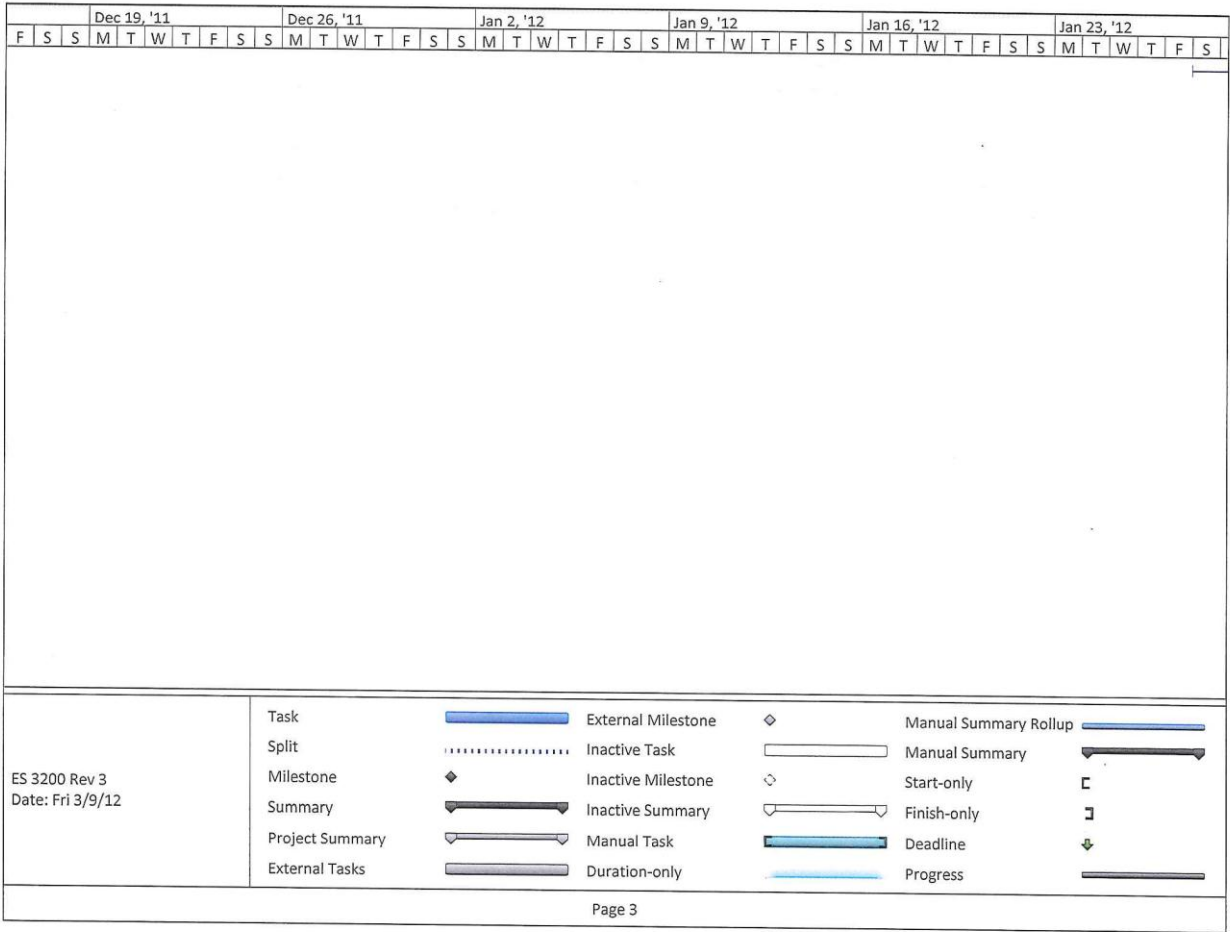 Dec 19, '11 Dec 26, '11 Jan 2, '12 Jan 9, '12 Jan 16, '12 Jan 23, '12
F S S M T W T F S S M T W T F S S M T W T F S S M T W T F S S M T W T F S S M T W T F S
ES 3200 Rev 3
Date: Fri 3/9/12
Task
Split
Milestone
Summary
Project Summary
External Tasks
External Milestone
Inactive Task
Inactive Milestone
Inactive Summary
Manual Task
Duration-only
Manual Summary Rollup
Manual Summary
Start-only
Finish-only
Deadline
Progress
Page 3